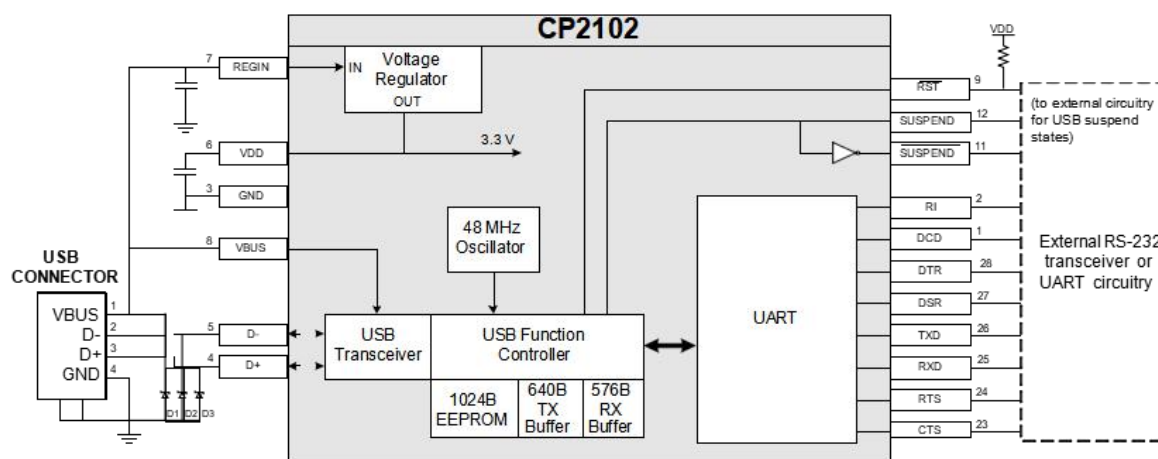 CP2102
7
REGIN
IN
Voltage
Regulator
OUT
6
VDD
3.3 V
3
GND
8
VBUS
48 MHz
Oscillator
USB
CONNECTOR
VBUS
D-
D+
GND
1
2
3
4
D1
D2
D3
5
D-
4
D+
USB
Transceiver
USB Function
Controller
1024B
EEPROM
640B
TX
Buffer
576B
RX
Buffer
UART
VDD
RST
9
SUSPEND
12
SUSPEND
11
RI
2
DCD
1
DTR
28
DSR
27
TXD
26
RXD
25
RTS
24
CTS
23
(to external circuitry
for USB suspend
states)
External RS-232
transceiver or
UART circuitry